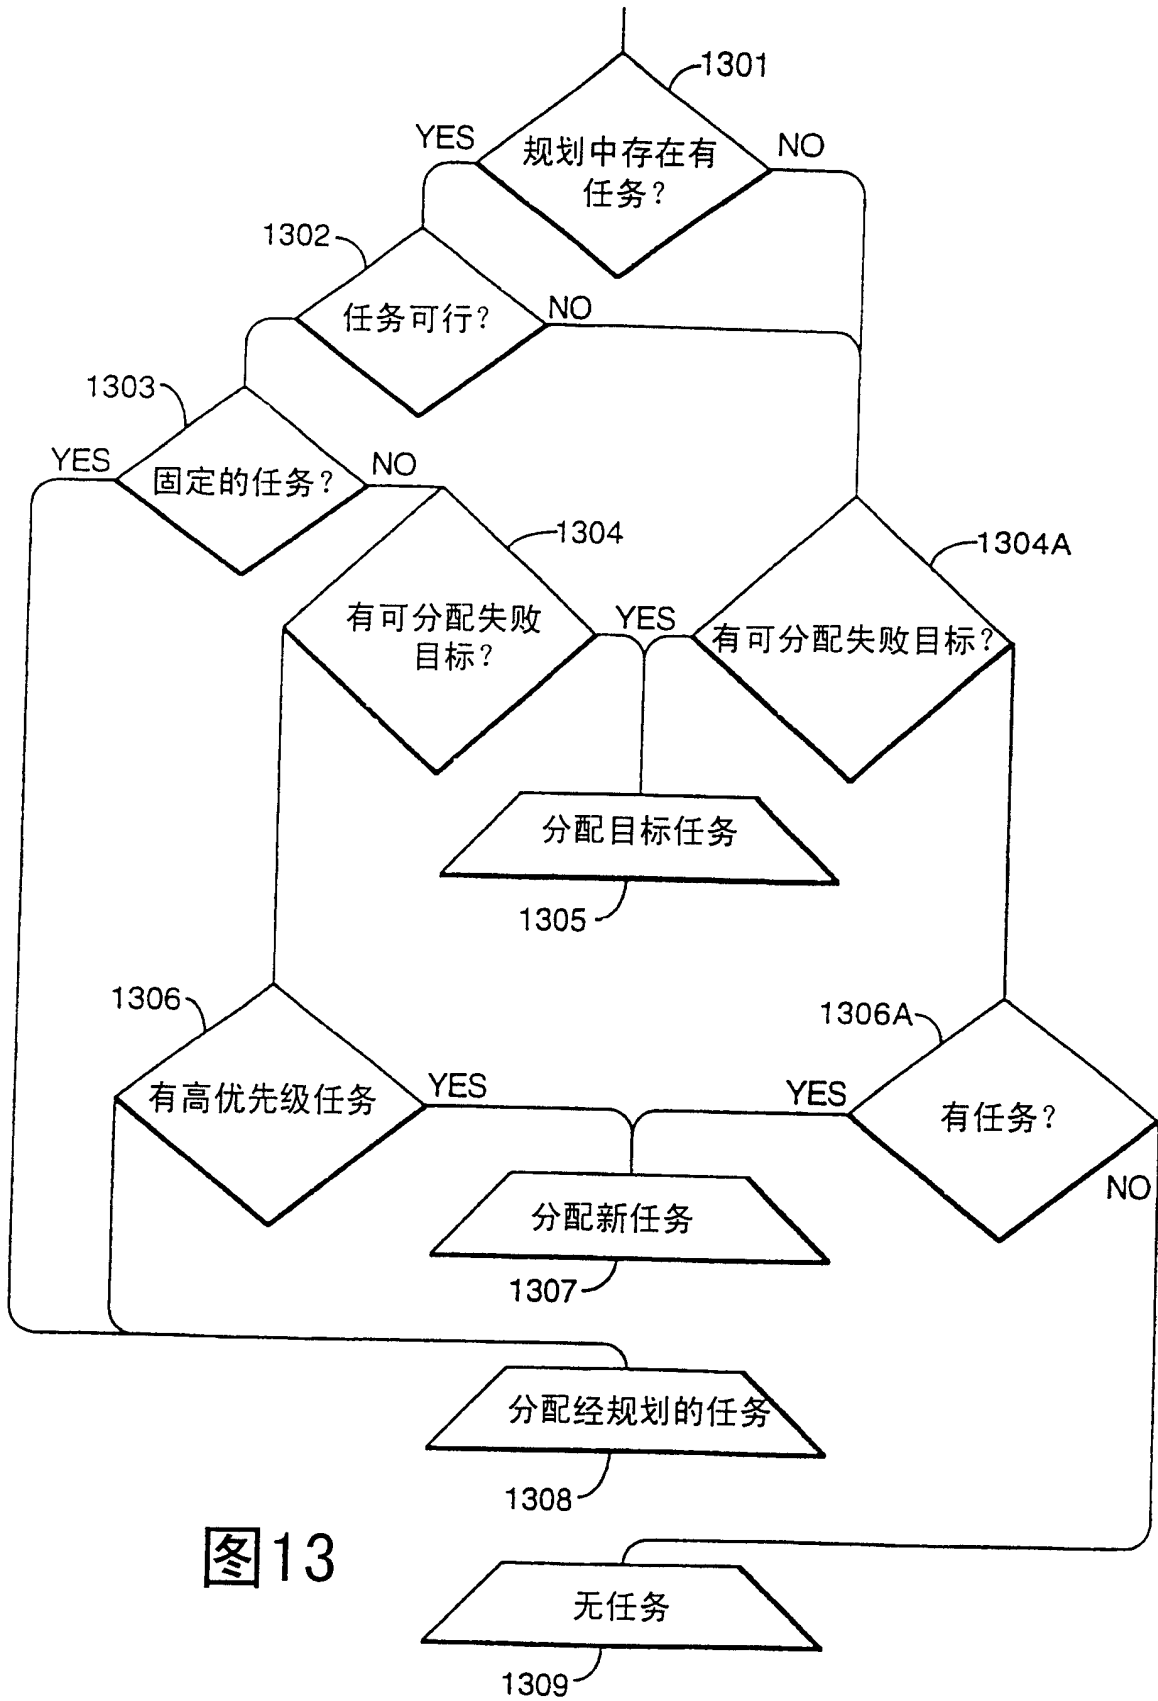 1301
YES
规划中存在有
任务?
NO
1302
任务可行?
NO
1303
YES
固定的任务?
NO
1304
1304A
有可分配失败
目标?
YES
有可分配失败目标?
分配目标任务
1305
1306
1306A
有高优先级任务
YES
YES
有任务?
NO
分配新任务
1307
分配经规划的任务
1308
图13
无任务
1309